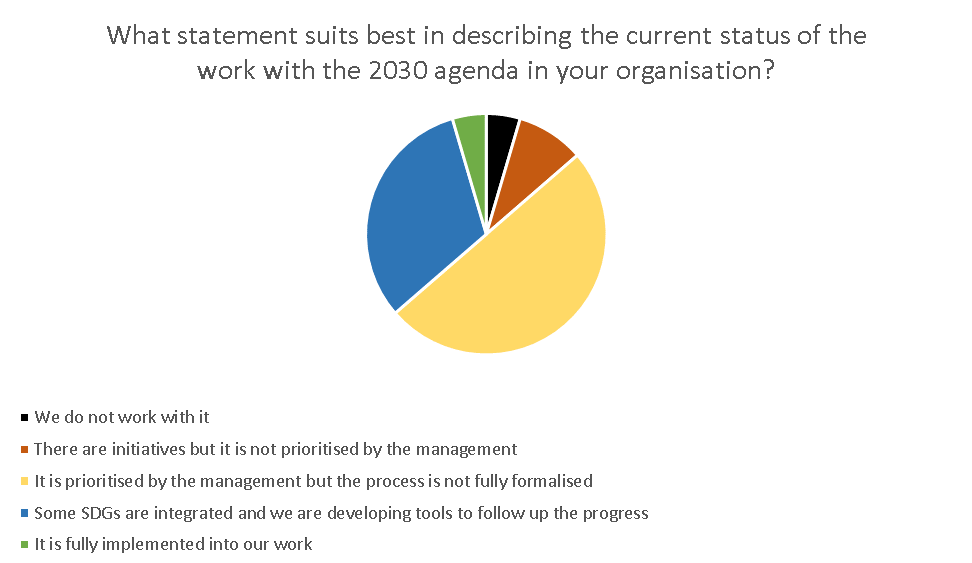 What statement suits best in describing the current status of the
work with the 2030 agenda in your organisation?
We do not work with it
There are initiatives but it is not prioritised by the management
It is prioritised by the management but the process is not fully formalised
Some SDGs are integrated and we are developing tools to follow up the progress
It is fully implemented into our work